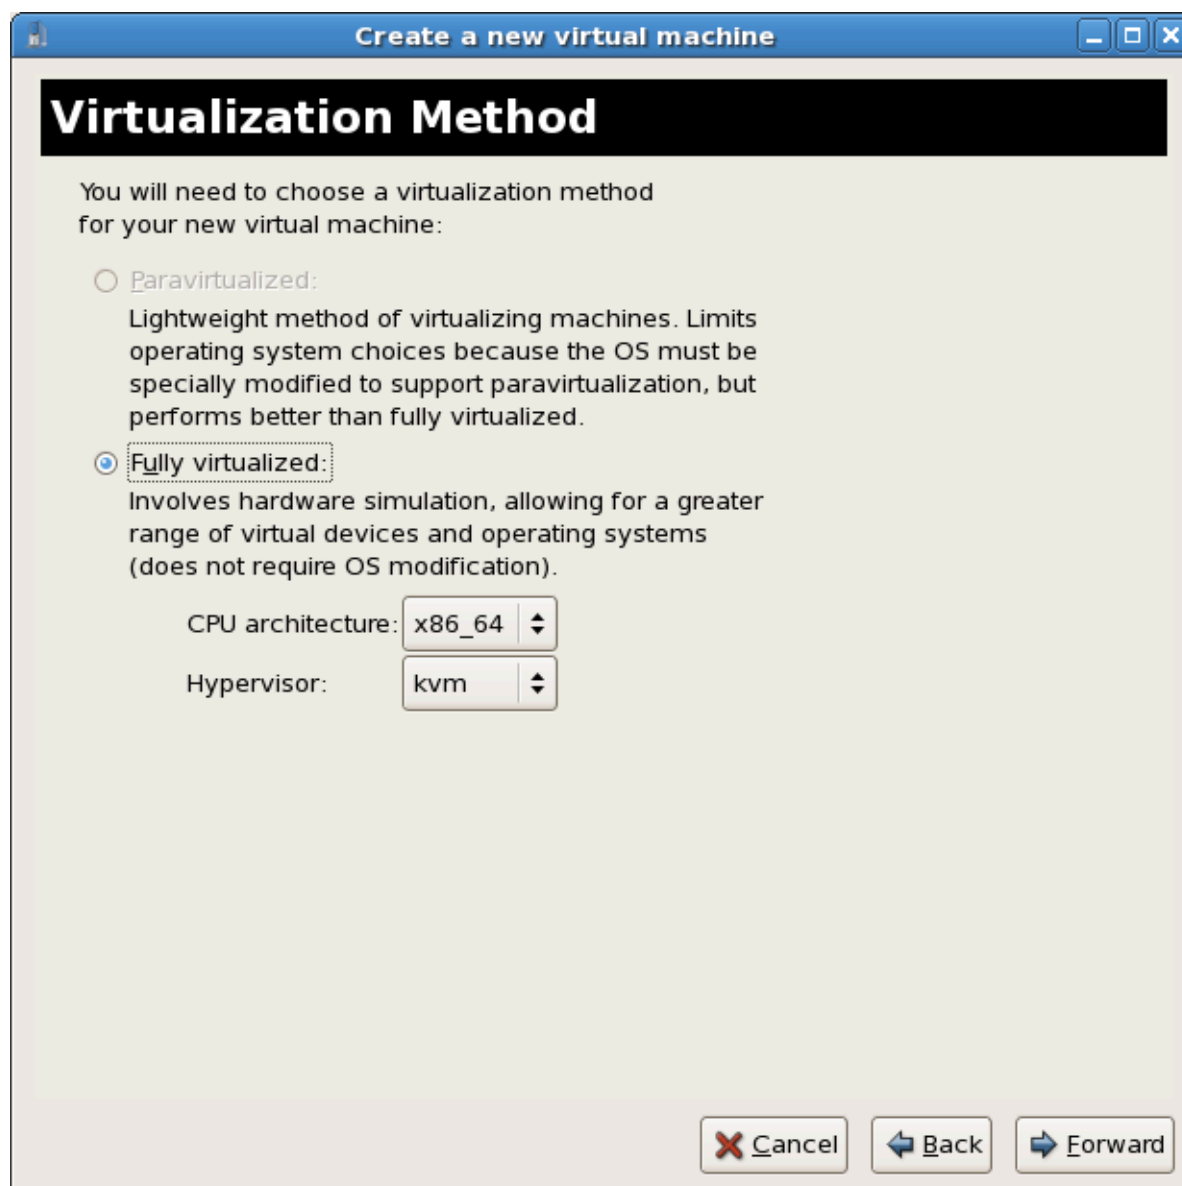 Create a new virtual machine
Virtualization Method
You will need to choose a virtualization method
for your new virtual machine:
Paravirtualized:
Lightweight method of virtualizing machines. Limits
operating system choices because the OS must be
specially modified to support paravirtualization, but
performs better than fully virtualized.
Fully virtualized:
Involves hardware simulation, allowing for a greater
range of virtual devices and operating systems
(does not require OS modification).
CPU architecture: x86_64
Hypervisor: kvm
Cancel Back Forward